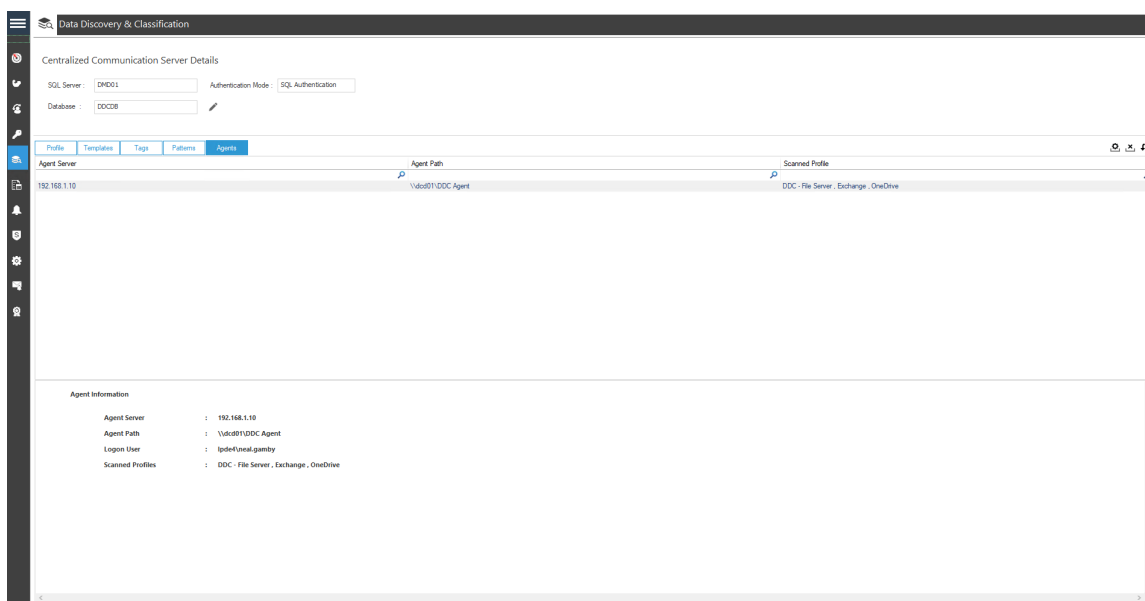 Data Discovery & Classification
Centralized Communication Server Details
SQL Server : DMD01 Authentication Mode : SQL Authentication
Database : DDCDB
Profile Templates Tags Patterns Agents
Agent Server Agent Path Scanned Profile
192.168.1.10 \\dcd01\DDC Agent DDC - File Server , Exchange , OneDrive
Agent Information
Agent Server : 192.168.1.10
Agent Path : \\dcd01\DDC Agent
Logon User : lpde4\neal.gamby
Scanned Profiles : DDC - File Server , Exchange , OneDrive